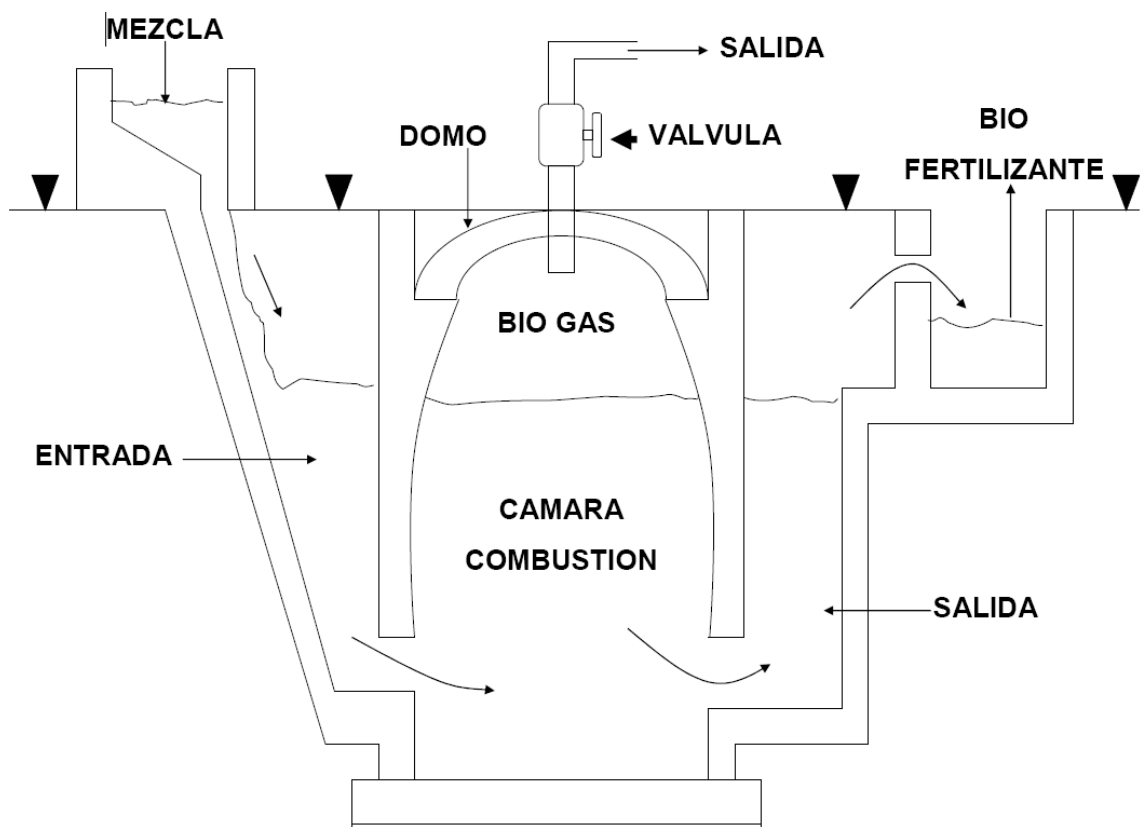 MEZCLA
SALIDA
DOMO
VALVULA
BIO
FERTILIZANTE
BIO GAS
ENTRADA
CAMARA
COMBUSTION
SALIDA